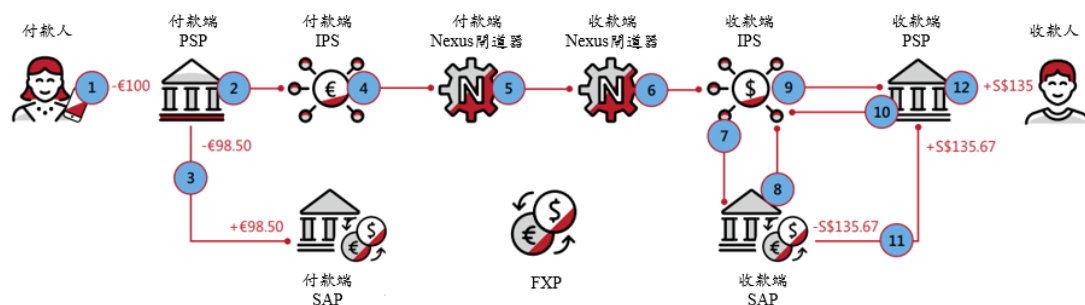 付款人
付款端
PSP
付款端
IPS
付款端
Nexus閘道器
收款端
Nexus閘道器
收款端
IPS
收款端
PSP
收款人
1
-€100
2
€
4
N
5
N
6
$
9
10
12
+S$135
-€98.50
3
+€98.50
7
8
+S$135.67
-S$135.67
11
$
€
$
€
$
€
付款端
SAP
FXP
收款端
SAP